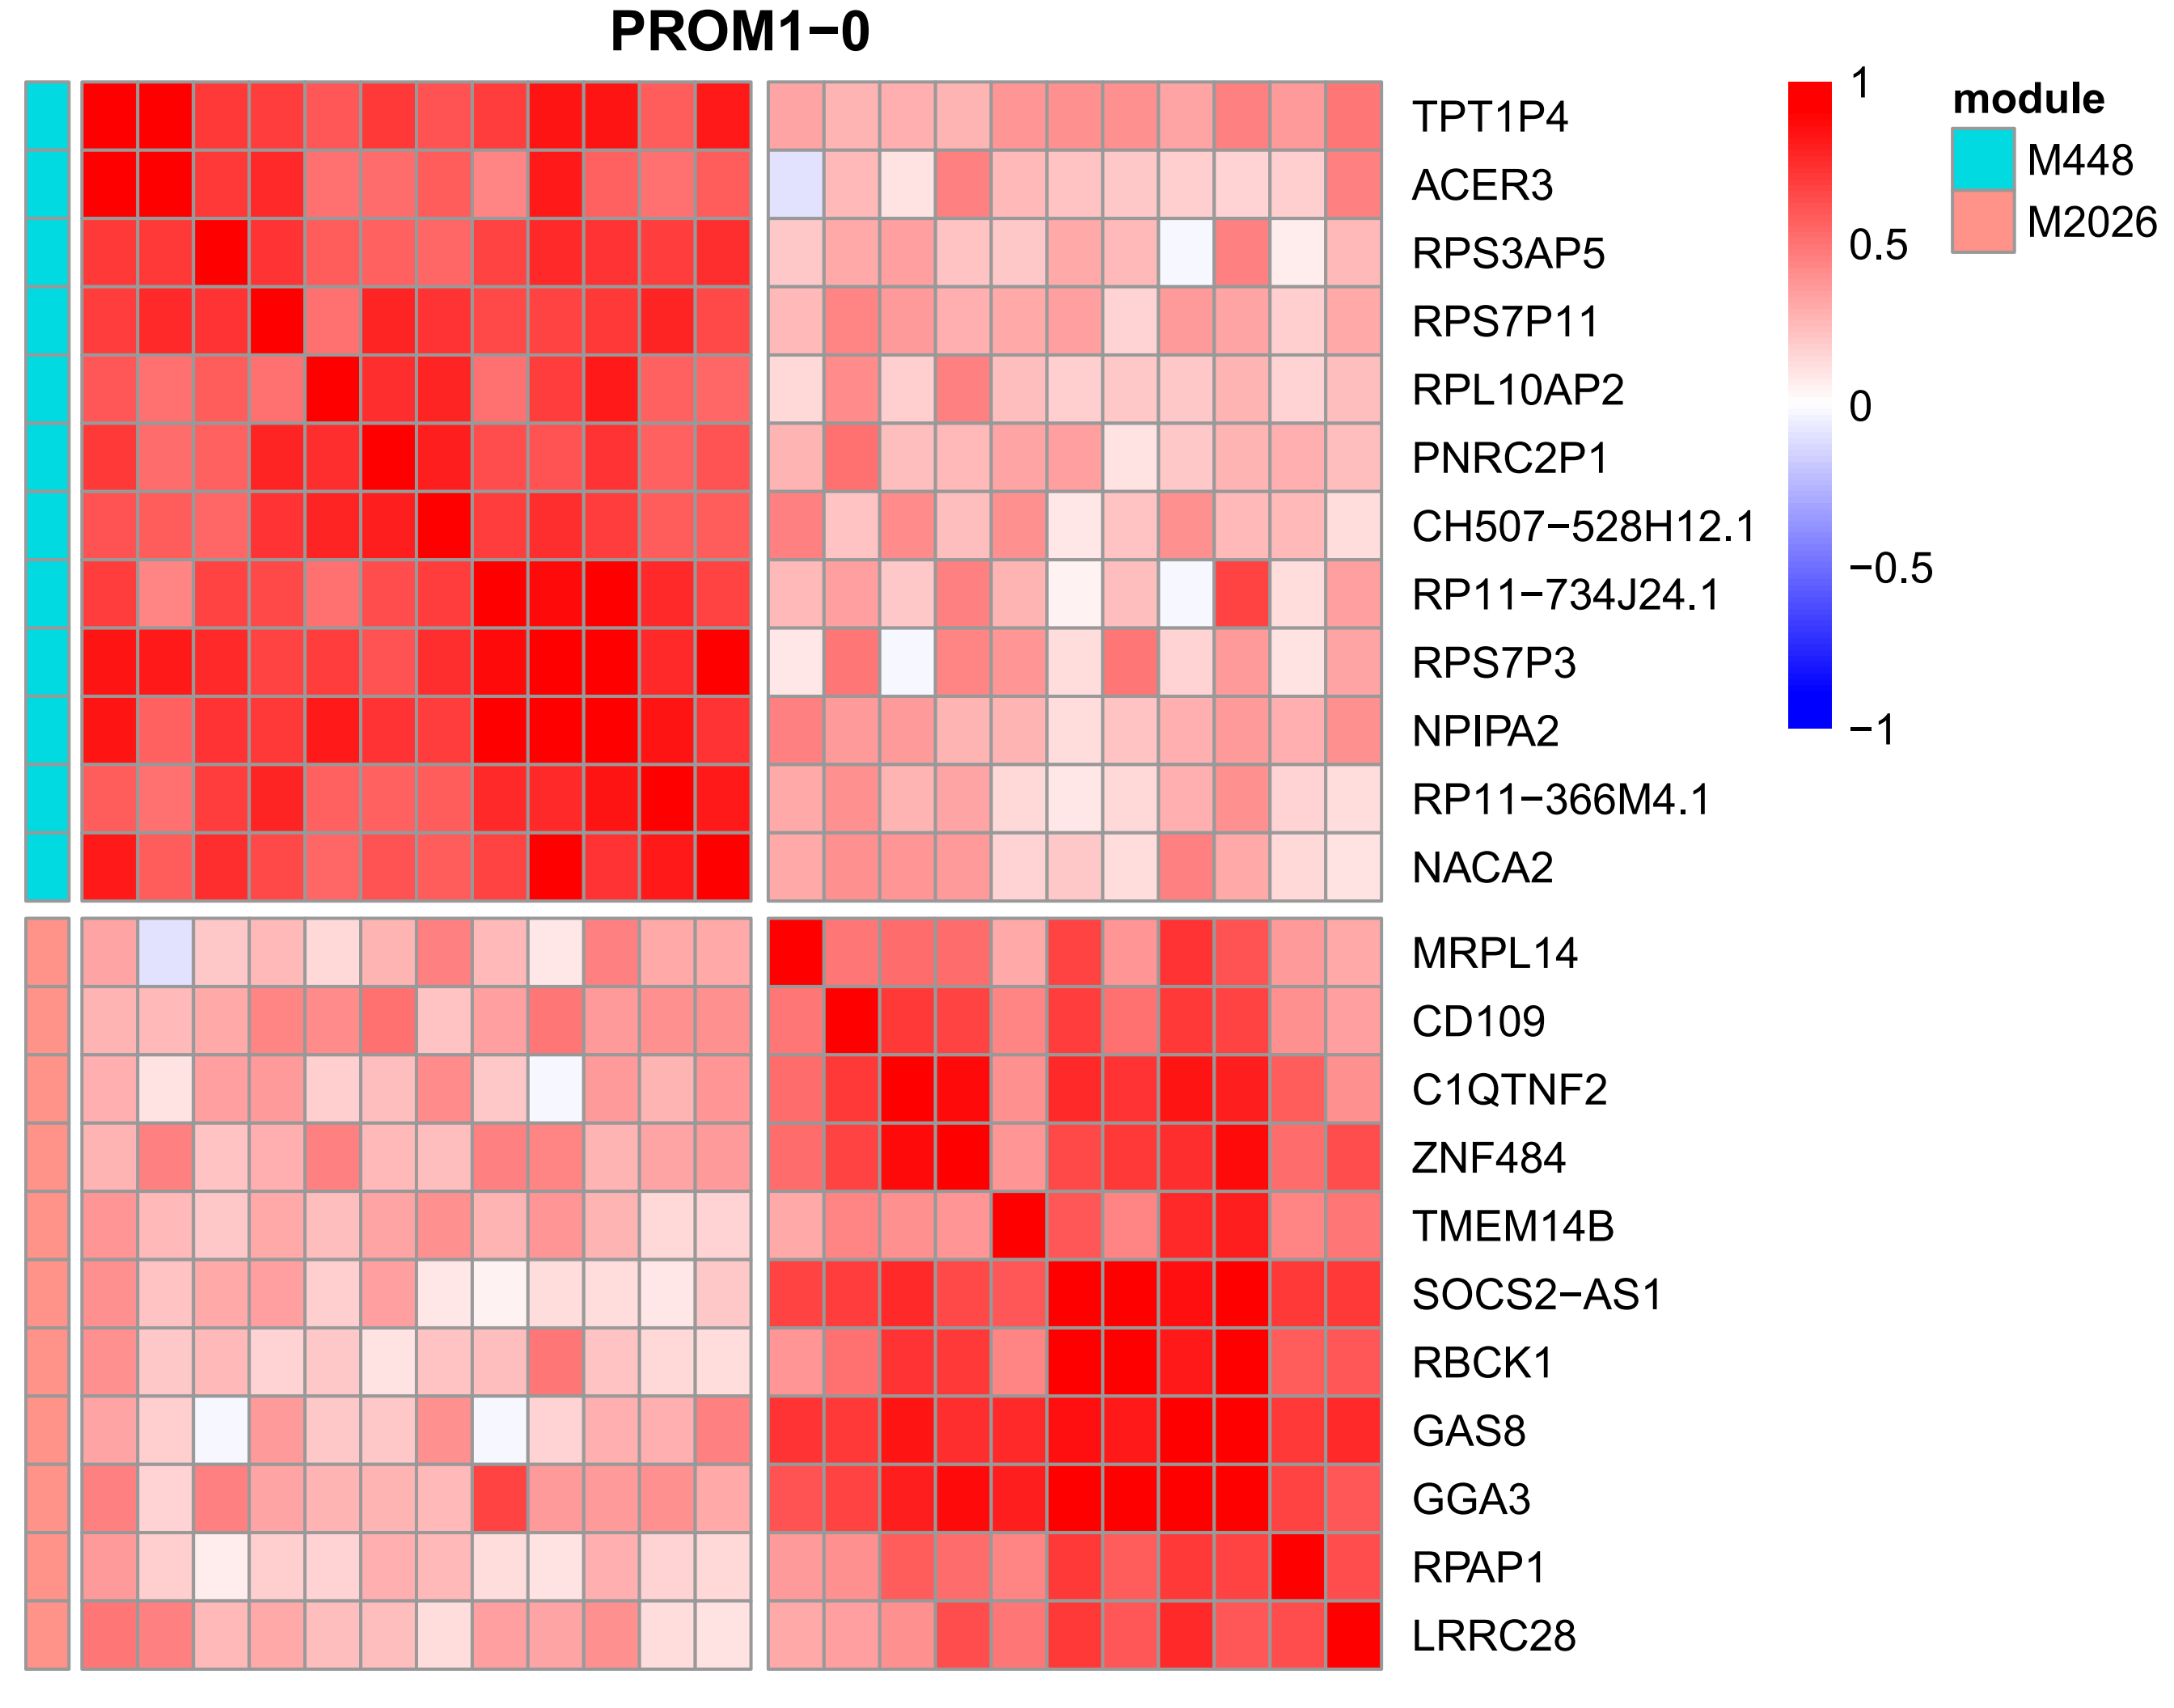 PROM1−0
TPT1P4
ACER3
RPS3AP5
RPS7P11
RPL10AP2
PNRC2P1
CH507−528H12.1
RP11−734J24.1
RPS7P3
NPIPA2
RP11−366M4.1
NACA2
MRPL14
CD109
C1QTNF2
ZNF484
TMEM14B
SOCS2−AS1
RBCK1
GAS8
GGA3
RPAP1
LRRC28
1
0.5
0
−0.5
−1
module
M448
M2026